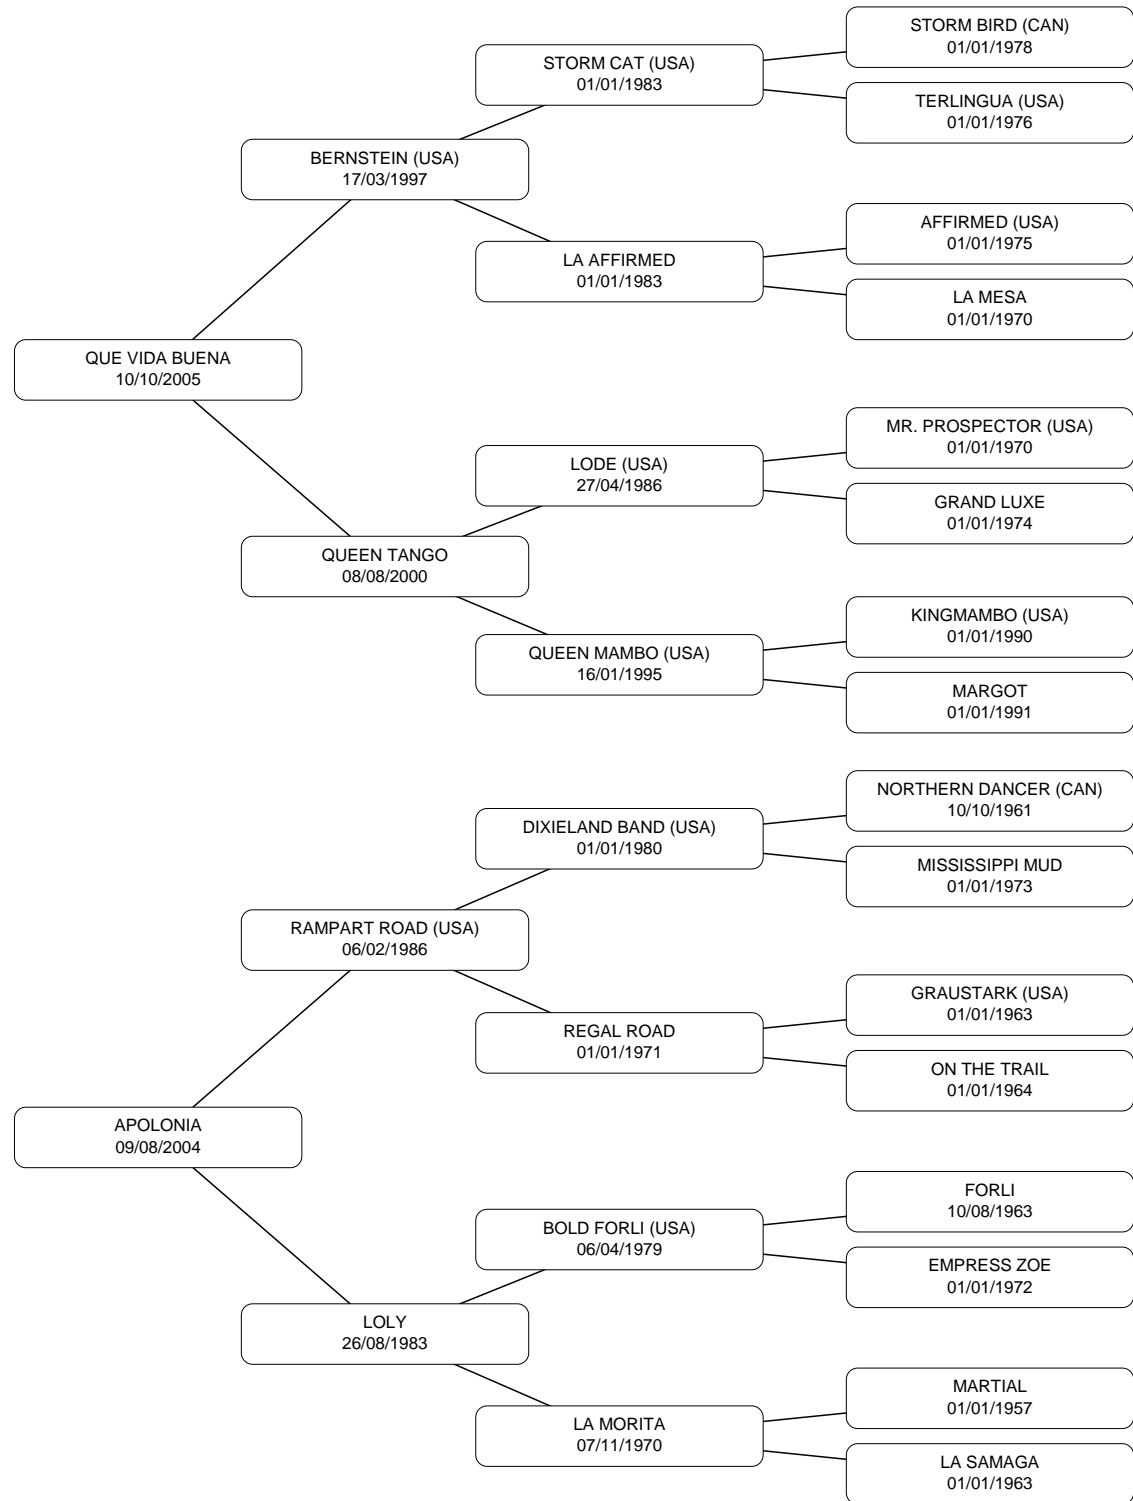 STORM BIRD (CAN)
01/01/1978
STORM CAT (USA)
01/01/1983
TERLINGUA (USA)
01/01/1976
BERNSTEIN (USA)
17/03/1997
AFFIRMED (USA)
01/01/1975
LA AFFIRMED
01/01/1983
LA MESA
01/01/1970
QUE VIDA BUENA
10/10/2005
MR. PROSPECTOR (USA)
01/01/1970
LODE (USA)
27/04/1986
GRAND LUXE
01/01/1974
QUEEN TANGO
08/08/2000
KINGMAMBO (USA)
01/01/1990
QUEEN MAMBO (USA)
16/01/1995
MARGOT
01/01/1991
NORTHERN DANCER (CAN)
10/10/1961
DIXIELAND BAND (USA)
01/01/1980
MISSISSIPPI MUD
01/01/1973
RAMPART ROAD (USA)
06/02/1986
GRAUSTARK (USA)
01/01/1963
REGAL ROAD
01/01/1971
ON THE TRAIL
01/01/1964
APOLONIA
09/08/2004
FORLI
10/08/1963
BOLD FORLI (USA)
06/04/1979
EMPRESS ZOE
01/01/1972
LOLY
26/08/1983
MARTIAL
01/01/1957
LA MORITA
07/11/1970
LA SAMAGA
01/01/1963